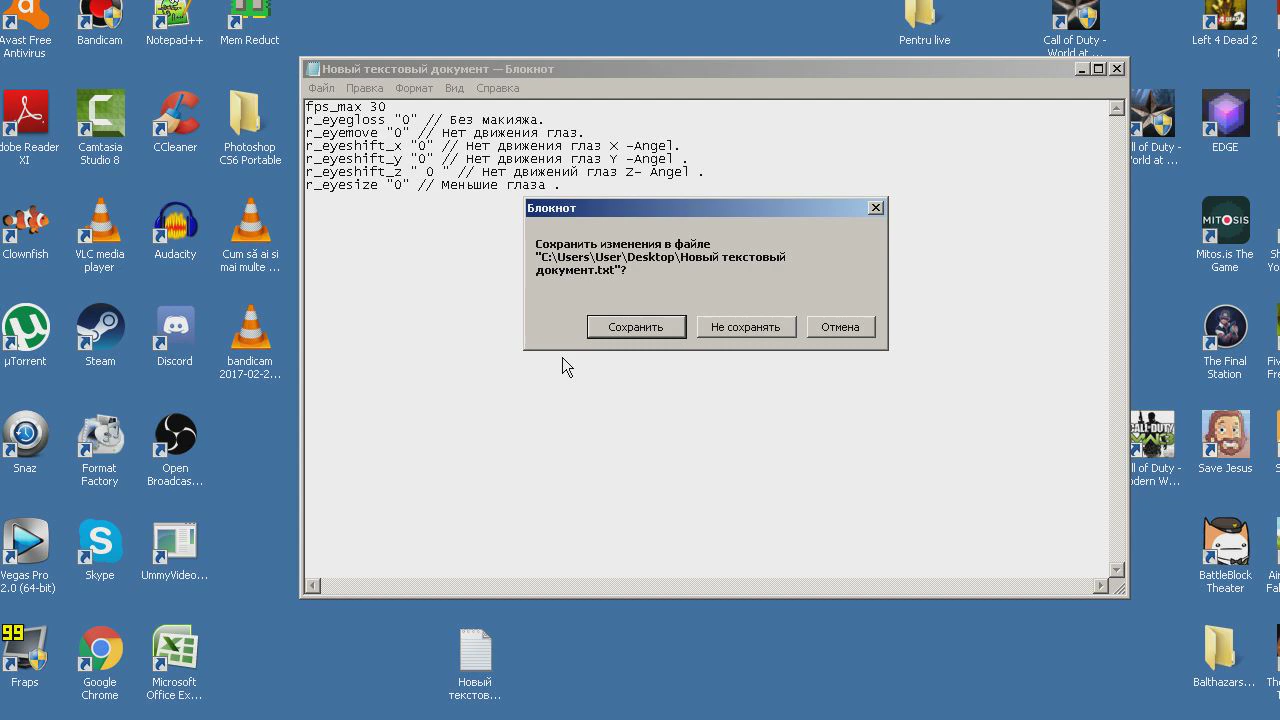 Avast Free
Antivirus
Bandicam
Notepad++
Mem Reduct
Pentru live
Call of Duty -
World at ...
Left 4 Dead 2
Новый текстовый документ — Блокнот
Файл Правка Формат Вид Справка
fps_max 30
r_eyegloss "0" // Без макияжа.
r_eyemove "0" // Нет движения глаз.
r_eyeshift_x "0" // Нет движения глаз X -Angel.
r_eyeshift_y "0" // Нет движения глаз Y -Angel .
r_eyeshift_z " 0 " // Нет движений глаз Z- Angel .
r_eyesize "0" // Меньшие глаза .
Блокнот
Сохранить изменения в файле
"C:\Users\User\Desktop\Новый текстовый
документ.txt"?
Сохранить
Не сохранять
Отмена
dobe Reader
XI
Camtasia
Studio 8
CCleaner
Photoshop
CS6 Portable
ll of Duty -
orld at ...
EDGE
Clownfish
VLC media
player
Audacity
Cum să ai si
mai multe ...
MITOSIS
Mitos.is The
Game
µTorrent
Steam
Discord
bandicam
2017-02-2...
The Final
Station
Snaz
Format
Factory
Open
Broadcas...
CALL OF DUTY
MW3
ll of Duty -
odern W...
Save Jesus
Vegas Pro
2.0 (64-bit)
Skype
UmmyVideo...
BattleBlock
Theater
99
Fraps
Google
Chrome
Microsoft
Office Ex...
Новый
текстов...
Balthazars...